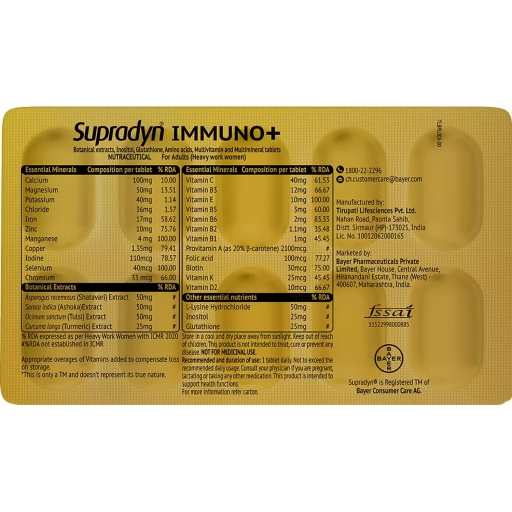 Supradyn® IMMUNO+
Botanical extracts, Inositol, Glutathione, Amino acids, Multivitamin and Multimineral tablets
NUTRACEUTICAL For Adults (Heavy work women)
Essential Minerals Composition per tablet % RDA
Calcium 100mg 10.00
Magnesium 50mg 13.51
Potassium 40mg 1.14
Chloride 36mg 1.57
Iron 17mg 58.62
Zinc 10mg 75.76
Manganese 4 mg 100.00
Copper 1.35mg 79.41
Iodine 110mcg 78.57
Selenium 40mcg 100.00
Chromium 33 mcg 66.00
Botanical Extracts % RDA
Asparagus racemosus (Shatavari) Extract 50mg #
Saraca indica (Ashoka)Extract 50mg #
Ocimum sanctum (Tulsi) Extract 50mg #
Curcuma longa (Turmeric) Extract 25mg #
% RDA expressed as per Heavy Work Women with ICMR 2020
#%RDA not established in ICMR
Appropriate overages of Vitamins added to compensate loss
on storage.
*This is only a TM and doesn't represent its true nature.
Essential Vitamins Composition per tablet % RDA
Vitamin C 40mg 61.53
Vitamin B3 12mg 66.67
Vitamin E 10mg 100.00
Vitamin B5 3mg 60.00
Vitamin B6 2mg 83.33
Vitamin B2 1.1mg 35.48
Vitamin B1 1mg 45.45
Provitamin A (as 20% β-carotene) 2100mcg #
Folic acid 100mcg 77.27
Biotin 30mcg 75.00
Vitamin K 25mcg 45.45
Vitamin D2 10mcg 66.67
Other essential nutrients % RDA
L-Lysine Hydrochloride 50mg #
Inositol 25mg #
Glutathione 25mg #
Store in a cool and dry place away from sunlight. Keep out of reach
of children. This product is not intended to treat, cure or mitigate any
disease. NOT FOR MEDICINAL USE.
Recommended and duration of use: 1 tablet daily. Not to exceed the
recommended daily usage. Consult your physician if you are pregnant,
lactating or taking any other medications. This product is intended to
support health functions.
For more information refer carton.
1800-22-2296
ch.customercare@bayer.com
Manufactured by:
Tirupati Lifesciences Pvt. Ltd.
Nahan Road, Paonta Sahib,
Distt. Sirmaur (HP)-173025, India
Lic. No. 10012062000165
Marketed by:
Bayer Pharmaceuticals Private
Limited, Bayer House, Central Avenue,
Hiranandani Estate, Thane (West) -
400607, Maharashtra, India.
fssai
11522998000885
BAYER
BAYER
Supradyn® is Registered TM of
Bayer Consumer Care AG.